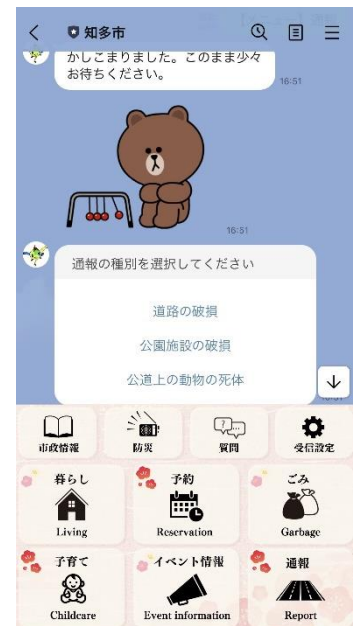 知多市
かしこまりました。このまま少々
お待ちください。
16:51
16:51
通報の種別を選択してください
道路の破損
公園施設の破損
公道上の動物の死体
市政情報
防災
質問
受信設定
暮らし
予約
ごみ
Living
Reservation
Garbage
子育て
イベント情報
通報
Childcare
Event information
Report